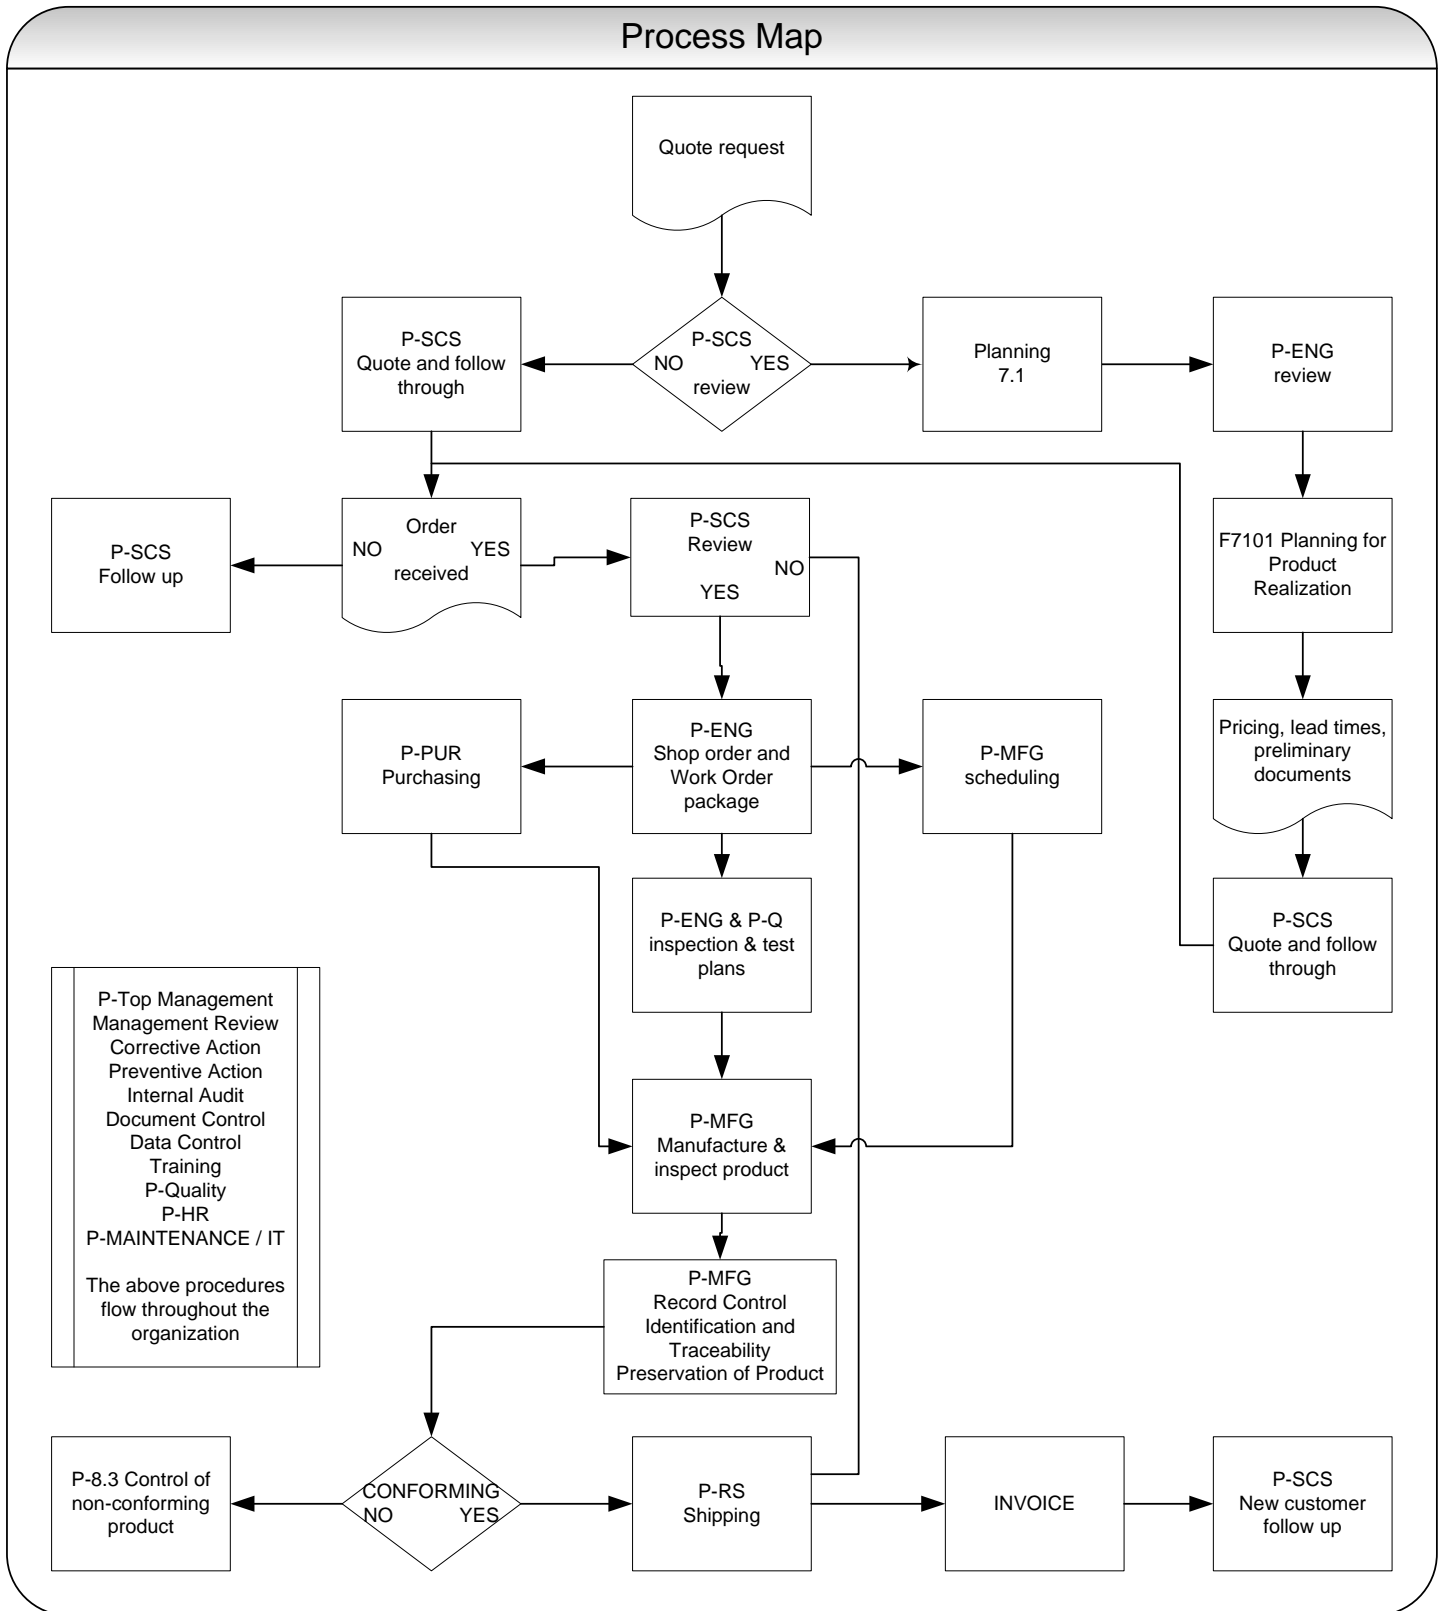 Process Map
Quote request
P-SCS
Quote and follow
through
P-SCS
NO YES
review
Planning
7.1
P-ENG
review
P-SCS
Follow up
Order
NO YES
received
P-SCS
Review
NO
YES
F7101 Planning for
Product
Realization
P-PUR
Purchasing
P-ENG
Shop order and
Work Order
package
P-MFG
scheduling
Pricing, lead times,
preliminary
documents
P-ENG & P-Q
inspection & test
plans
P-SCS
Quote and follow
through
P-Top Management
Management Review
Corrective Action
Preventive Action
Internal Audit
Document Control
Data Control
Training
P-Quality
P-HR
P-MAINTENANCE / IT
The above procedures
flow throughout the
organization
P-MFG
Manufacture &
inspect product
P-MFG
Record Control
Identification and
Traceability
Preservation of Product
P-8.3 Control of
non-conforming
product
CONFORMING
NO YES
P-RS
Shipping
INVOICE
P-SCS
New customer
follow up